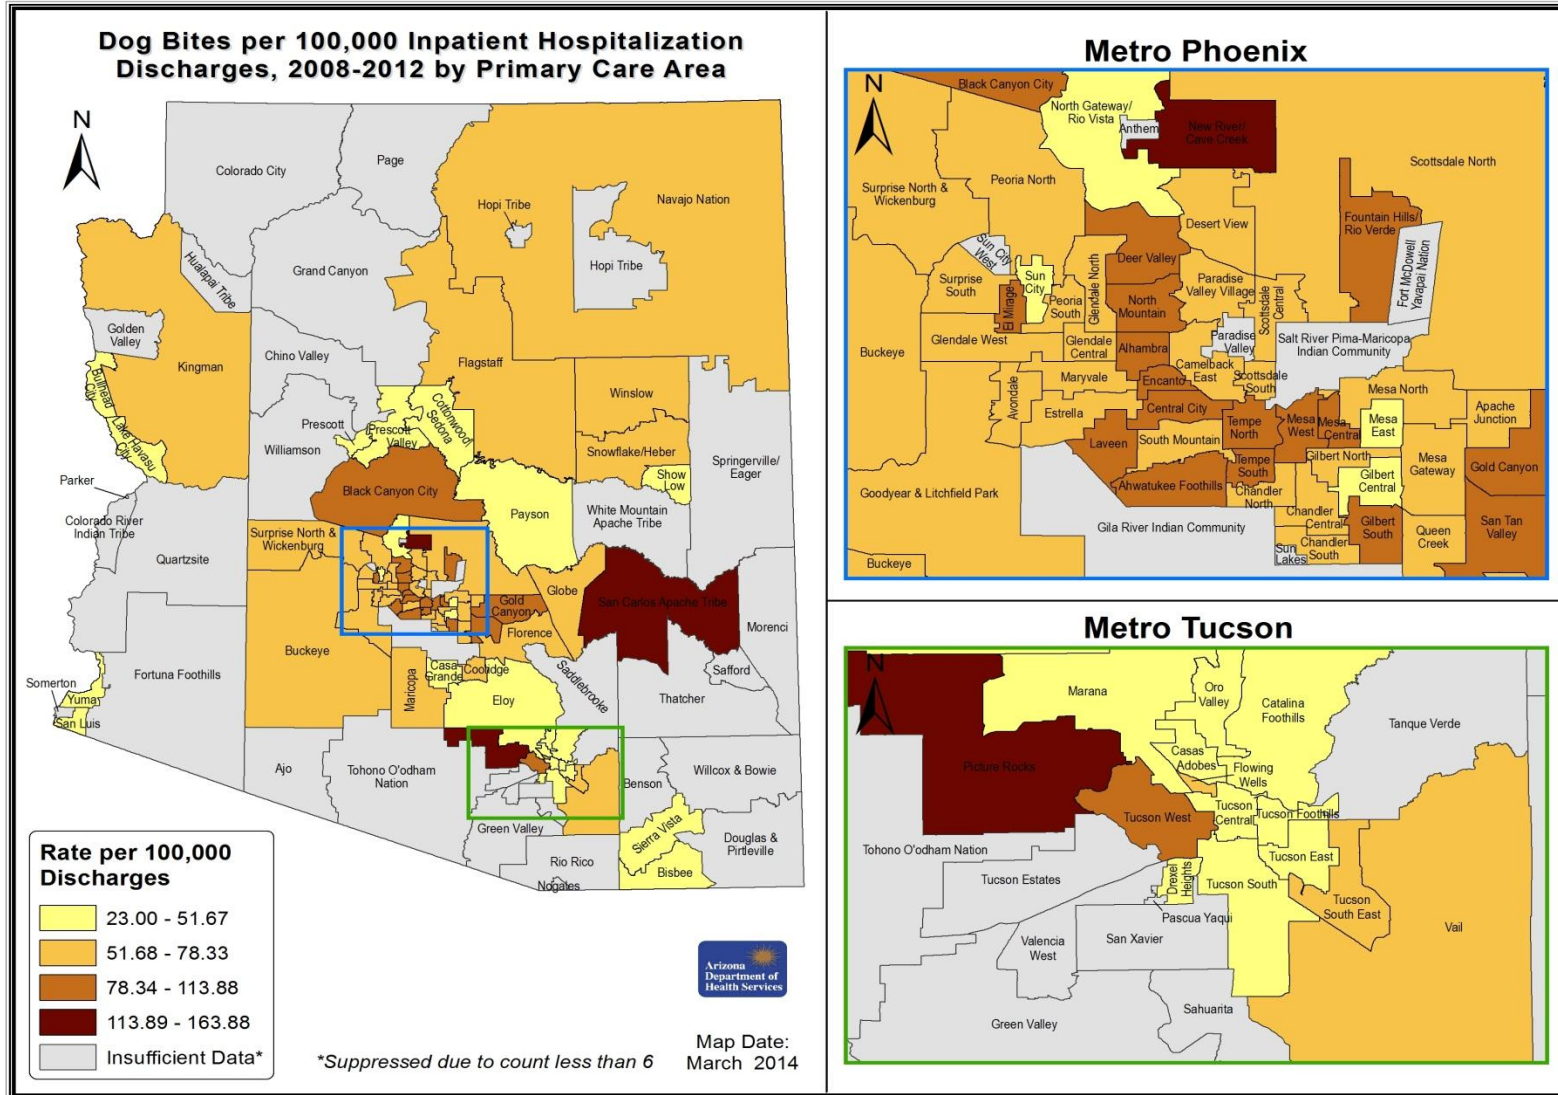 Dog Bites per 100,000 Inpatient Hospitalization
Discharges, 2008-2012 by Primary Care Area
N
Colorado City
Page
Navajo Nation
Hopi Tribe
Hopi Tribe
Hualapai Tribe
Grand Canyon
Golden
Valley
Kingman
Chino Valley
Flagstaff
Bullhead
City
Winslow
Lake Havasu
City
Prescott
Prescott
Valley
Cottonwood/
Sedona
Williamson
Snowflake/Heber
Springerville/
Eager
Show
Low
Parker
Black Canyon City
Payson
White Mountain
Apache Tribe
Colorado River
Indian Tribe
Surprise North &
Wickenburg
Quartzsite
Globe
San Carlos Apache Tribe
Gold
Canyon
Florence
Morenci
Buckeye
Safford
Saddlebrooke
Casa
Grande
Coolidge
Maricopa
Fortuna Foothills
Somerton
Yuma
San Luis
Eloy
Thatcher
Ajo
Tohono O'odham
Nation
Benson
Willcox & Bowie
Green Valley
Sierra Vista
Douglas &
Pirtleville
Rio Rico
Bisbee
Nogales
Rate per 100,000
Discharges
23.00 - 51.67
51.68 - 78.33
78.34 - 113.88
113.89 - 163.88
Insufficient Data*
*Suppressed due to count less than 6
Arizona
Department of
Health Services
Map Date:
March 2014
Metro Phoenix
N
Black Canyon City
North Gateway/
Rio Vista
Anthem
New River/
Cave Creek
Scottsdale North
Surprise North &
Wickenburg
Peoria North
Desert View
Fountain Hills/
Rio Verde
Fort McDowell
Yavapai Nation
Sun City
West
Sun
City
Deer Valley
Glendale North
Surprise
South
El Mirage
Peoria
South
North
Mountain
Paradise
Valley Village
Scottsdale
Central
Paradise
Valley
Salt River Pima-Maricopa
Indian Community
Buckeye
Glendale West
Glendale
Central
Alhambra
Camelback
East
Scottsdale
South
Maryvale
Encanto
Avondale
Estrella
Central City
Mesa North
Apache
Junction
Laveen
South Mountain
Tempe
North
Mesa
West
Mesa
Central
Mesa
East
Tempe
South
Gilbert North
Mesa
Gateway
Gold Canyon
Goodyear & Litchfield Park
Ahwatukee Foothills
Chandler
North
Gilbert
Central
Chandler
Central
Gilbert
South
San Tan
Valley
Gila River Indian Community
Chandler
South
Queen
Creek
Sun
Lakes
Buckeye
Metro Tucson
N
Marana
Oro
Valley
Catalina
Foothills
Tanque Verde
Picture Rocks
Casas
Adobes
Flowing
Wells
Tucson West
Tucson
Central
Tucson Foothills
Tohono O'odham Nation
Tucson East
Tucson Estates
Drexel
Heights
Tucson South
Tucson
South East
Pascua Yaqui
Vail
Valencia
West
San Xavier
Sahuarita
Green Valley